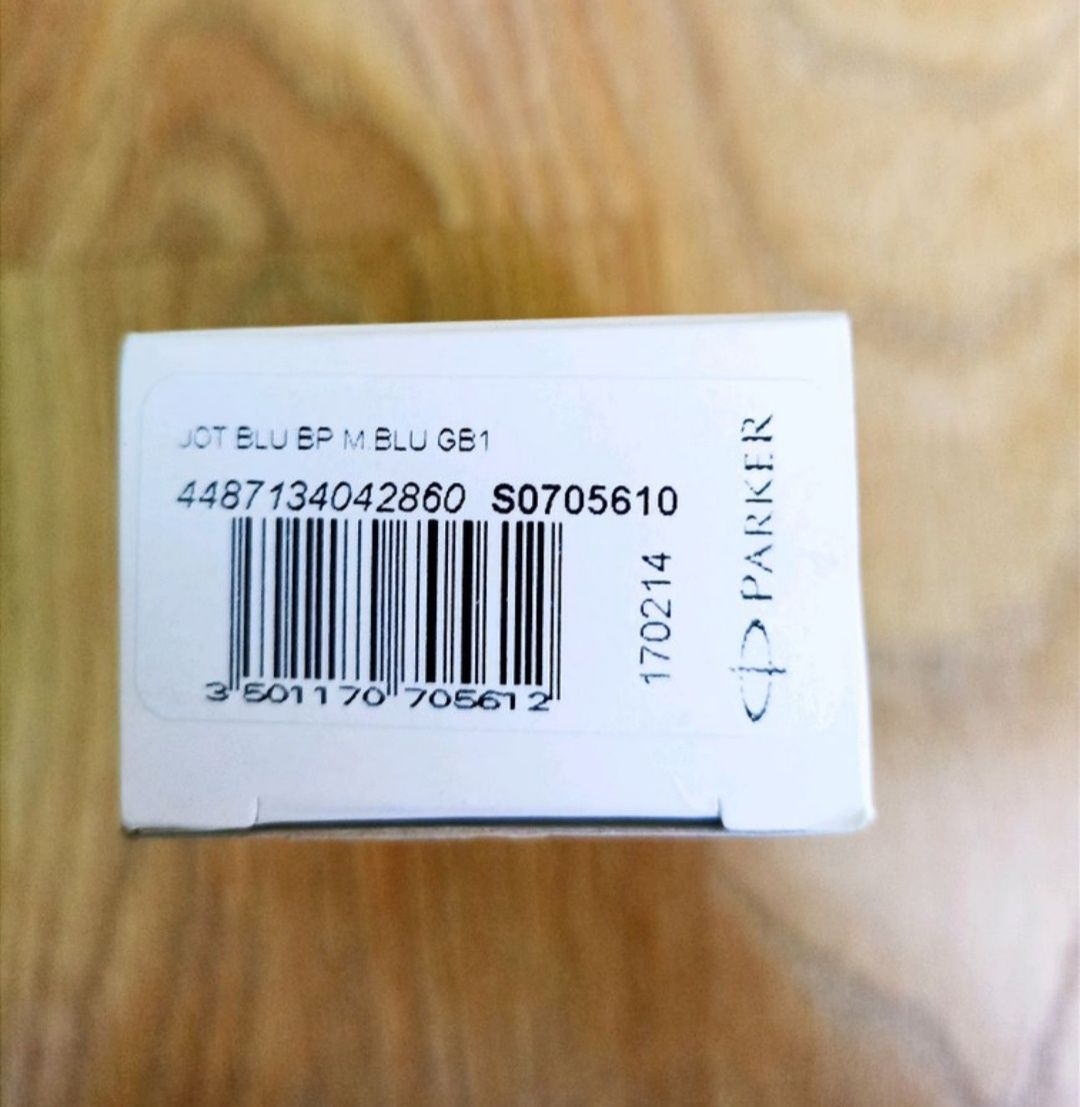 JOT BLU BP M.BLU GB1
4487134042860 S0705610
3 501170 705612
170214
PARKER